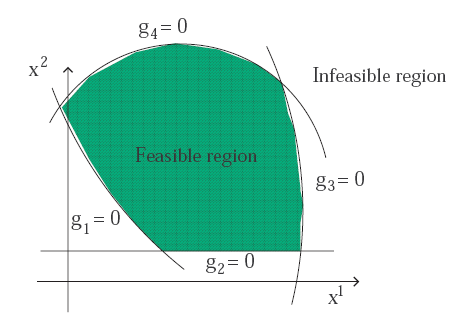 g₄= 0
x²
Infeasible region
Feasible region
g₃= 0
g₁= 0
g₂= 0
x¹